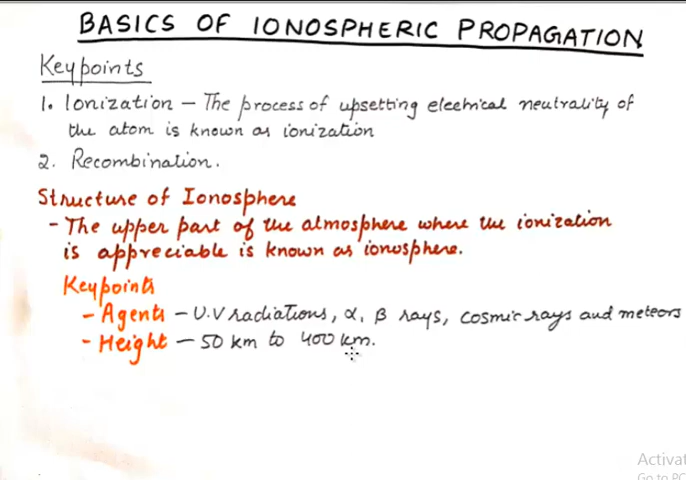 BASICS OF IONOSPHERIC PROPAGATION
Keypoints
1. Ionization - The process of upsetting electrical neutrality of
the atom is known as ionization
2. Recombination.
Structure of Ionosphere
- The upper part of the atmosphere where the ionization
is appreciable is known as ionosphere.
Keypoints
- Agents - U.V radiations, α, β rays, cosmic rays and meteors
- Height - 50 km to 400 km.
Activat
Go to PC